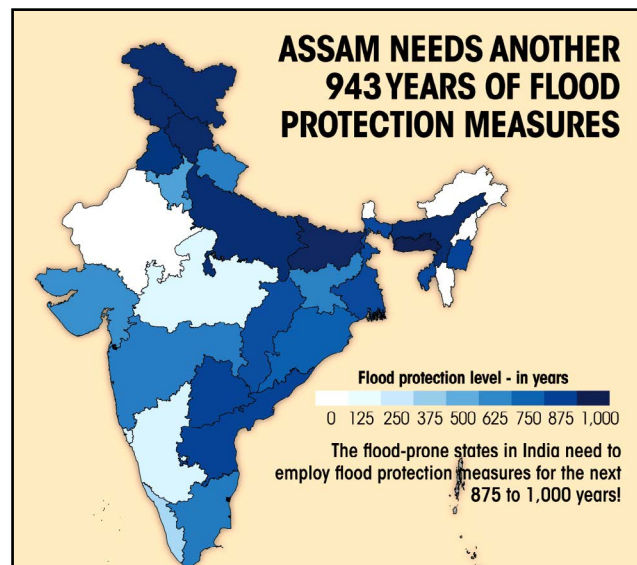 ASSAM NEEDS ANOTHER
943 YEARS OF FLOOD
PROTECTION MEASURES
Flood protection level - in years
0 125 250 375 500 625 750 875 1,000
The flood-prone states in India need to
employ flood protection measures for the next
875 to 1,000 years!